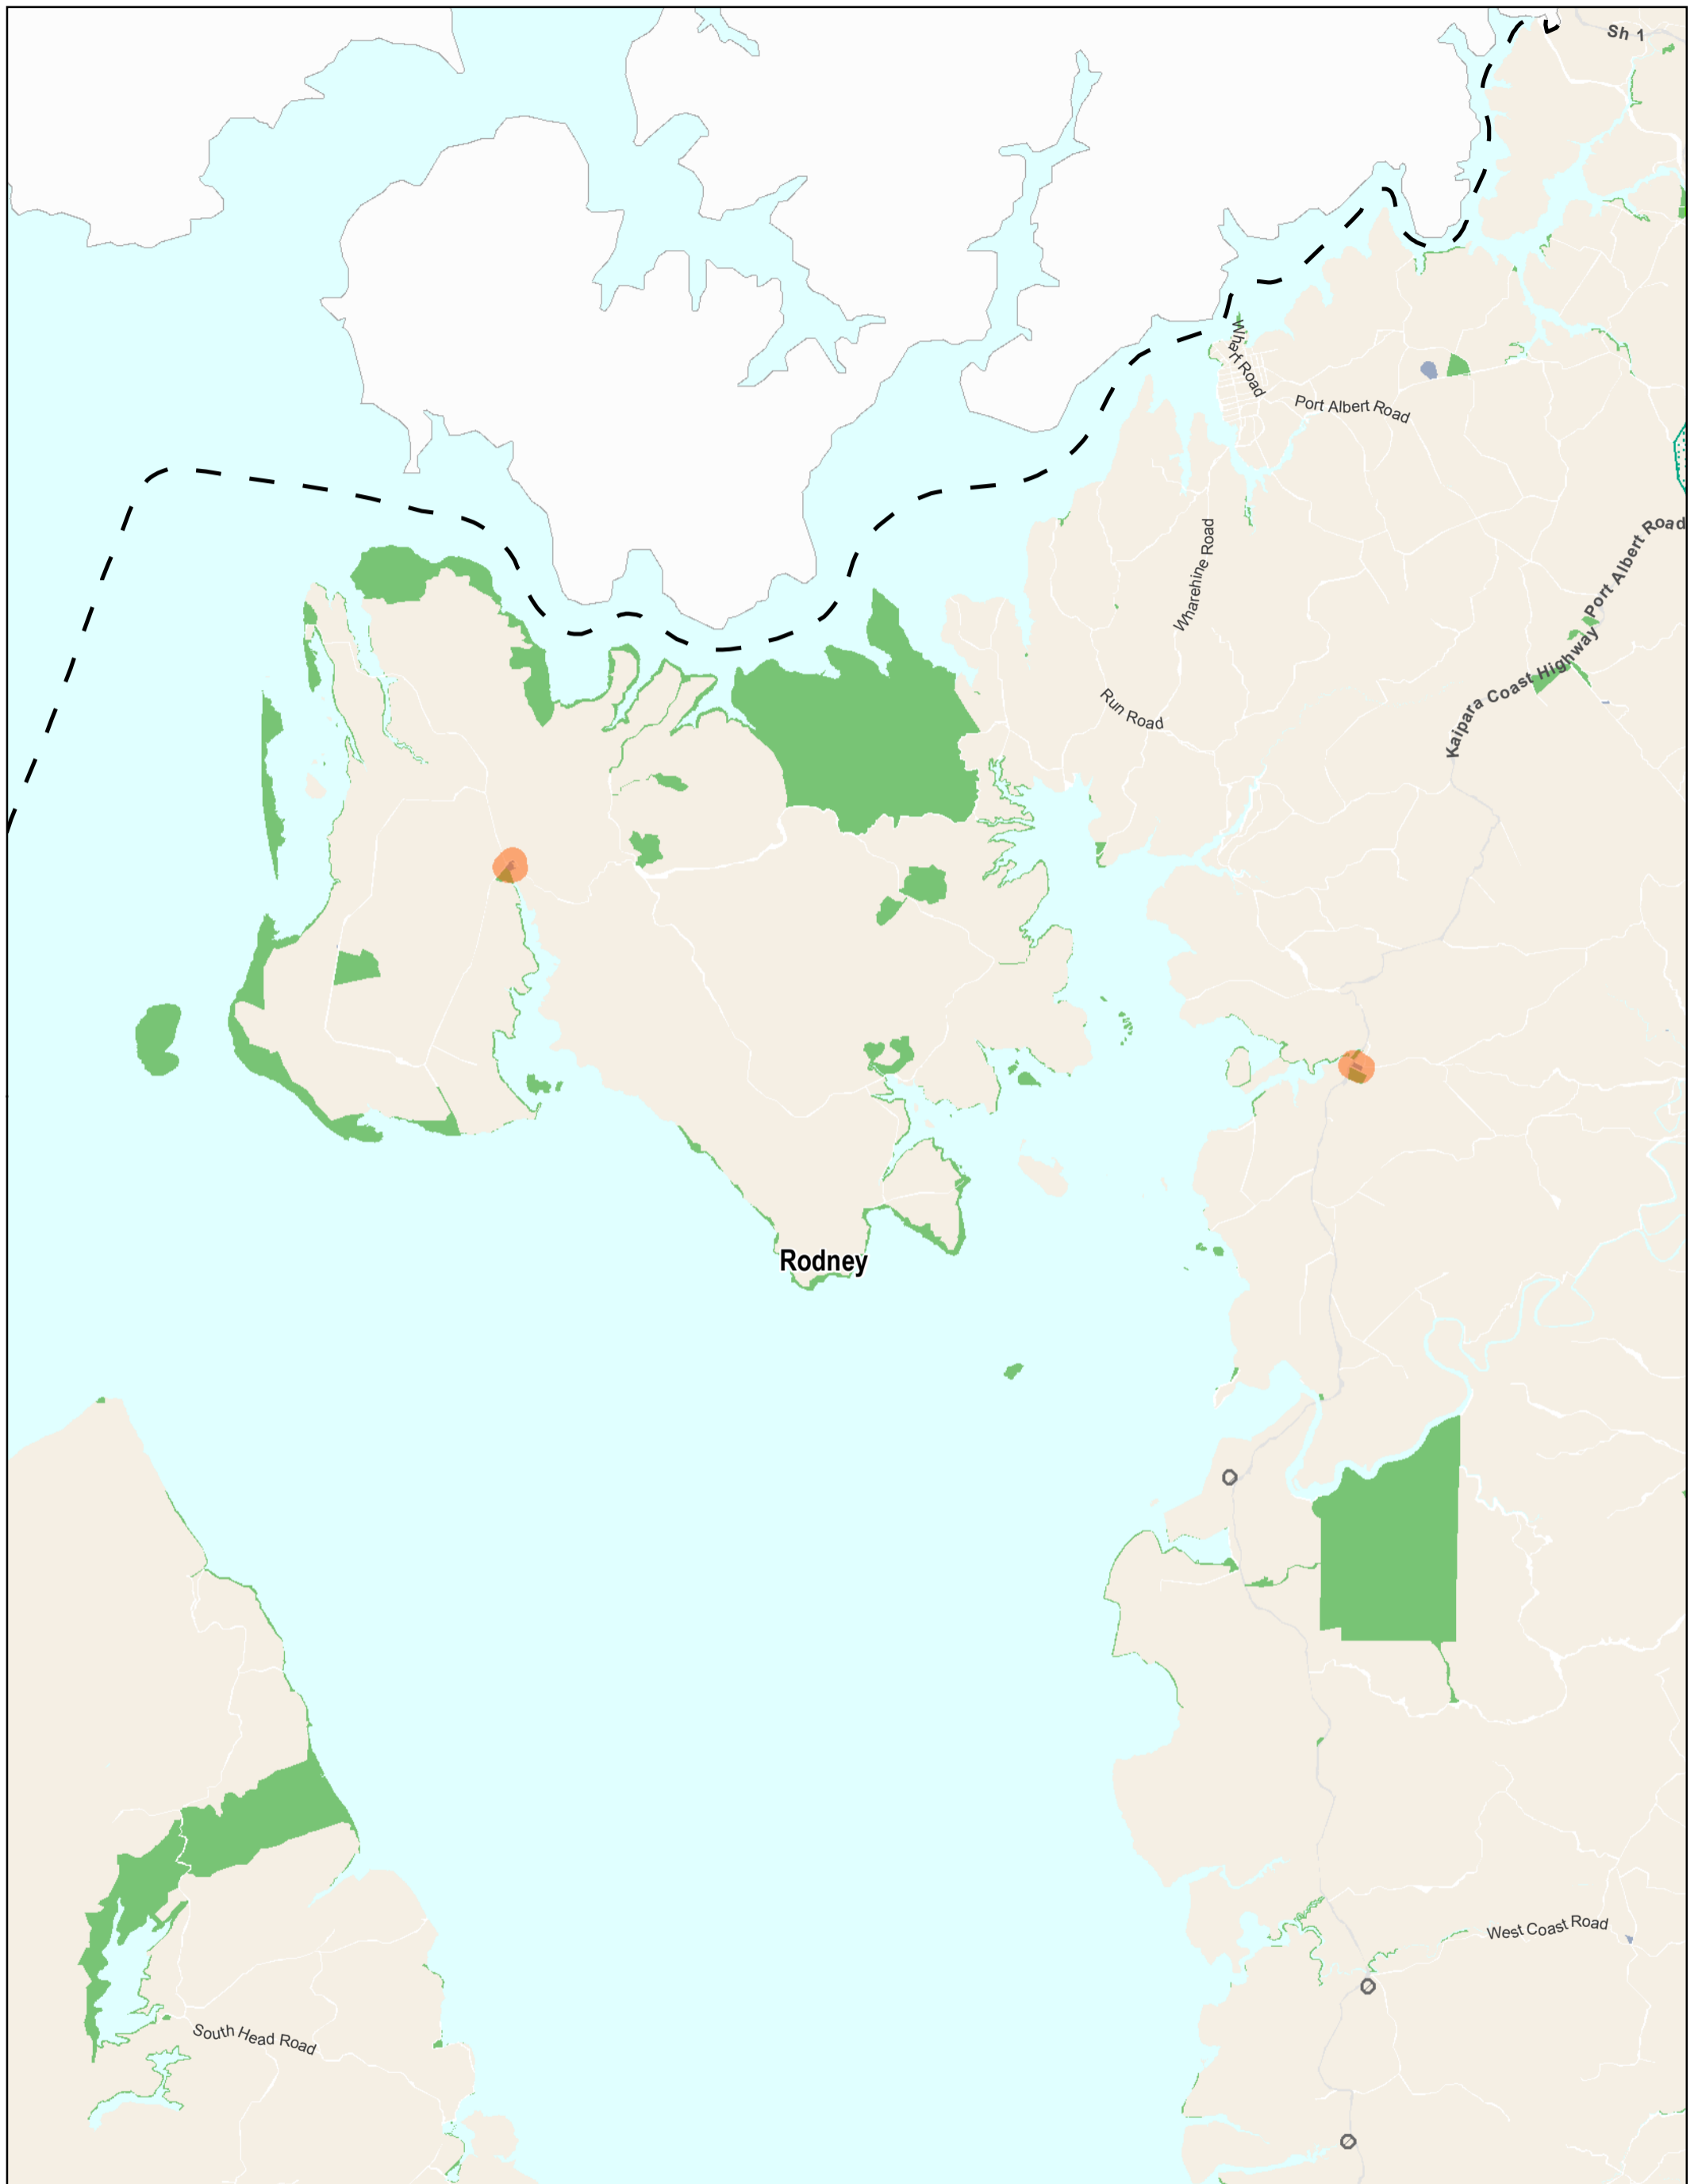 Sh 1
Wharf Road
Port Albert Road
Port Albert Road
Wharehine Road
Kaipara Coast Highway
Run Road
Rodney
West Coast Road
South Head Road